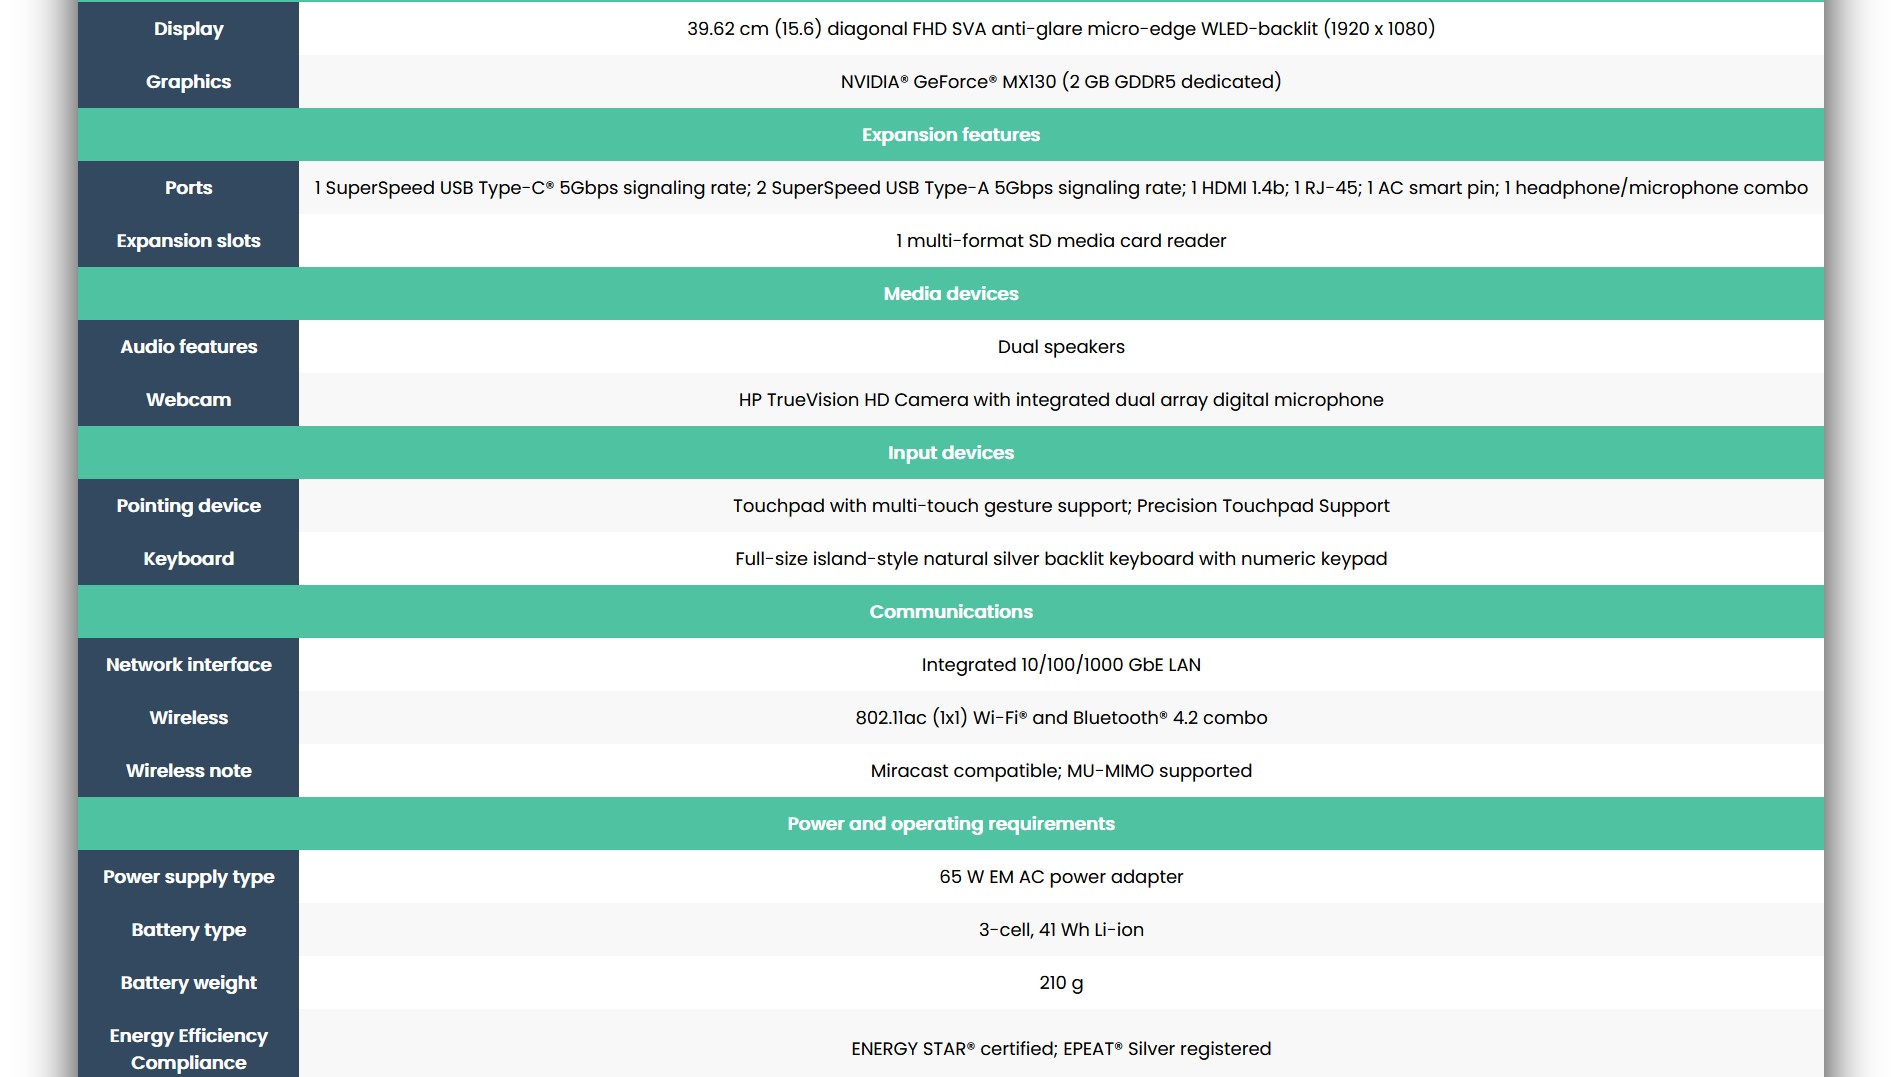 Display
39.62 cm (15.6) diagonal FHD SVA anti-glare micro-edge WLED-backlit (1920 x 1080)
Graphics
NVIDIA® GeForce® MX130 (2 GB GDDR5 dedicated)
Expansion features
Ports
1 SuperSpeed USB Type-C® 5Gbps signaling rate; 2 SuperSpeed USB Type-A 5Gbps signaling rate; 1 HDMI 1.4b; 1 RJ-45; 1 AC smart pin; 1 headphone/microphone combo
Expansion slots
1 multi-format SD media card reader
Media devices
Audio features
Dual speakers
Webcam
HP TrueVision HD Camera with integrated dual array digital microphone
Input devices
Pointing device
Touchpad with multi-touch gesture support; Precision Touchpad Support
Keyboard
Full-size island-style natural silver backlit keyboard with numeric keypad
Communications
Network interface
Integrated 10/100/1000 GbE LAN
Wireless
802.11ac (1x1) Wi-Fi® and Bluetooth® 4.2 combo
Wireless note
Miracast compatible; MU-MIMO supported
Power and operating requirements
Power supply type
65 W EM AC power adapter
Battery type
3-cell, 41 Wh Li-ion
Battery weight
210 g
Energy Efficiency
Compliance
ENERGY STAR® certified; EPEAT® Silver registered